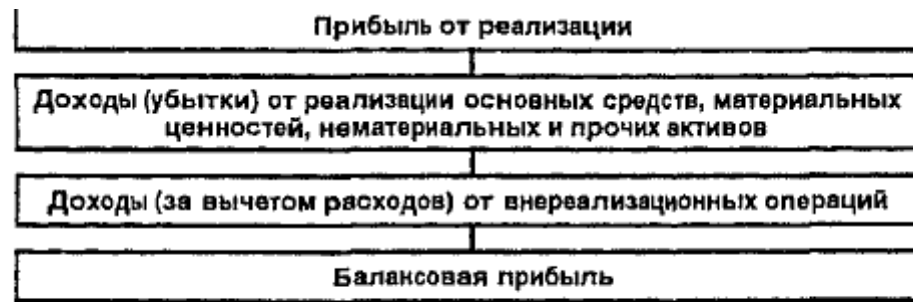 Прибыль от реализации
Доходы (убытки) от реализации основных средств, материальных
ценностей, нематериальных и прочих активов
Доходы (за вычетом расходов) от внереализационных операций
Балансовая прибыль